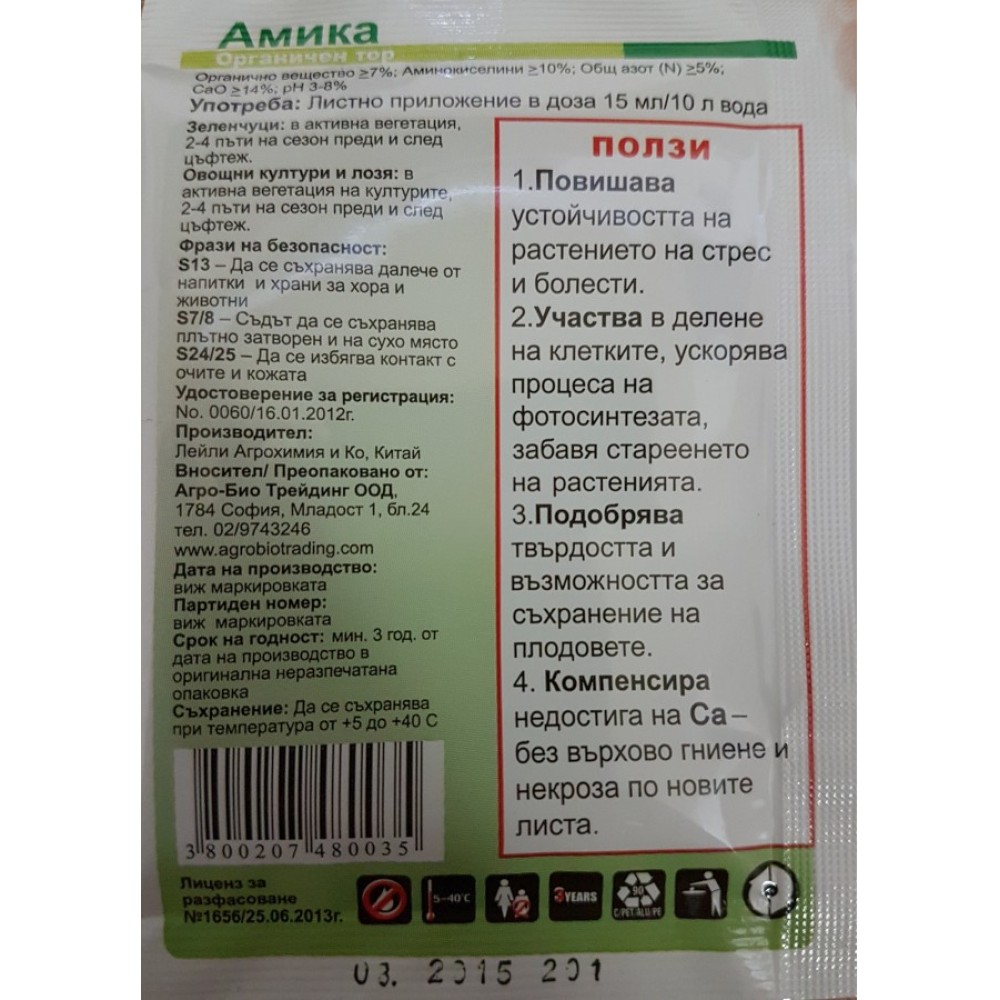 Амика
Органичен тор
Органично вещество ≥7%; Аминокиселини ≥10%; Общ азот (N) ≥5%;
CaO ≥14%; pH 3-8%
Употреба: Листно приложение в доза 15 мл/10 л вода
Зеленчуци: в активна вегетация,
2-4 пъти на сезон преди и след
цъфтеж.
Овощни култури и лозя: в
активна вегетация на културите,
2-4 пъти на сезон преди и след
цъфтеж.
Фрази на безопасност:
S13 – Да се съхранява далече от
напитки и храни за хора и
животни
S7/8 – Съдът да се съхранява
плътно затворен и на сухо място
S24/25 – Да се избягва контакт с
очите и кожата
Удостоверение за регистрация:
No. 0060/16.01.2012г.
Производител:
Лейли Агрохимия и Ко, Китай
Вносител/ Преопаковано от:
Агро-Био Трейдинг ООД,
1784 София, Младост 1, бл.24
тел. 02/9743246
www.agrobiotrading.com
Дата на производство:
виж маркировката
Партиден номер:
виж маркировката
Срок на годност: мин. 3 год. от
дата на производство в
оригинална неразпечатана
опаковка
Съхранение: Да се съхранява
при температура от +5 до +40 С
3 800207 480035
Лиценз за
разфасоване
№1656/25.06.2013г.
ПОЛЗИ
1.Повишава
устойчивостта на
растението на стрес
и болести.
2.Участва в делене
на клетките, ускорява
процеса на
фотосинтезата,
забавя стареенето
на растенията.
3.Подобрява
твърдостта и
възможността за
съхранение на
плодовете.
4. Компенсира
недостига на Са –
без върхово гниене и
некроза по новите
листа.
5-40°C
3YEARS
90
C/PET.ALU/PE
03. 2015 201